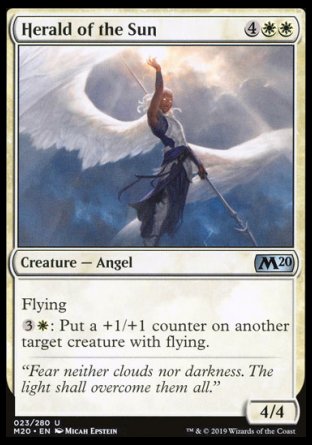 Herald of the Sun 4
Creature — Angel M20
Flying
3: Put a +1/+1 counter on another
target creature with flying.
“Fear neither clouds nor darkness. The
light shall overcome them all.”
4/4
023/280 U
M20 • EN MICAH EPSTEIN ™ & © 2019 Wizards of the Coast